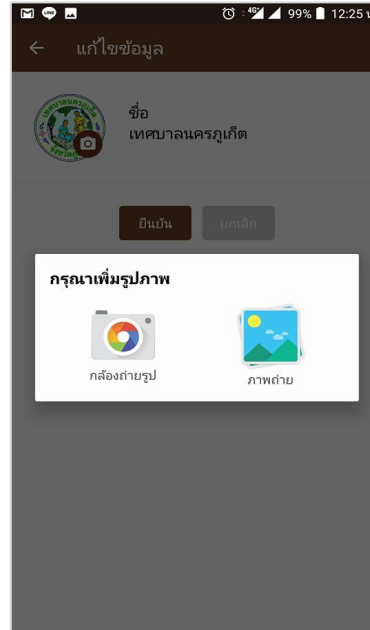 4G 99% 12:25 น
แก้ไขข้อมูล
ชื่อ
เทศบาลนครภูเก็ต
ยืนยัน ยกเลิก
กรุณาเพิ่มรูปภาพ
กล้องถ่ายรูป ภาพถ่าย